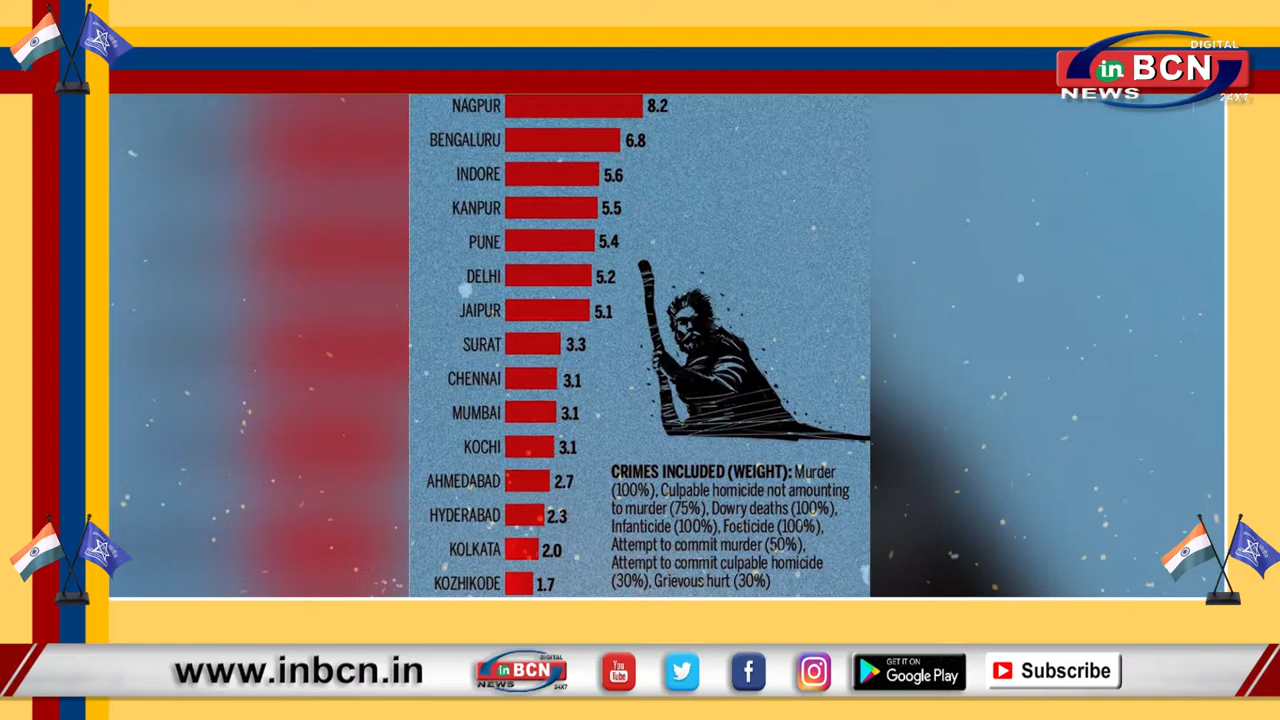 DIGITAL
in BCN
NEWS
24X7
NAGPUR 8.2
BENGALURU 6.8
INDORE 5.6
KANPUR 5.5
PUNE 5.4
DELHI 5.2
JAIPUR 5.1
SURAT 3.3
CHENNAI 3.1
MUMBAI 3.1
KOCHI 3.1
AHMEDABAD 2.7
HYDERABAD 2.3
KOLKATA 2.0
KOZHIKODE 1.7
CRIMES INCLUDED (WEIGHT): Murder
(100%), Culpable homicide not amounting
to murder (75%), Dowry deaths (100%),
Infanticide (100%), Foeticide (100%),
Attempt to commit murder (50%),
Attempt to commit culpable homicide
(30%), Grievous hurt (30%)
www.inbcn.in
DIGITAL
in BCN
NEWS
24X7
You
Tube
GET IT ON
Google Play
Subscribe